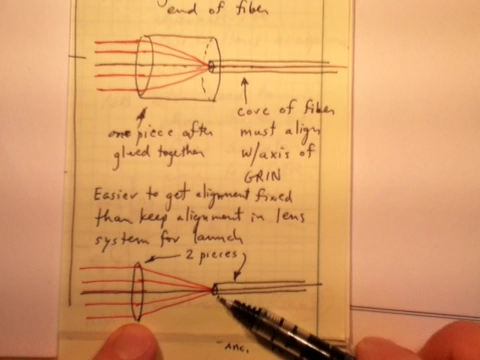 end of fiber
one piece after
glued together
core of fiber
must align
w/axis of
GRIN
Easier to get alignment fixed
than keep alignment in lens
system for launch
2 pieces